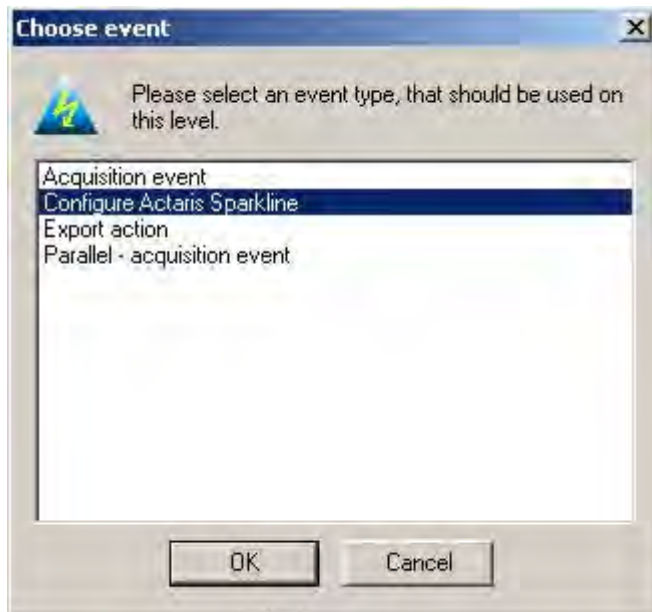 Choose event
Please select an event type, that should be used on
this level.
Acquisition event
Configure Actaris Sparkline
Export action
Parallel - acquisition event
OK
Cancel